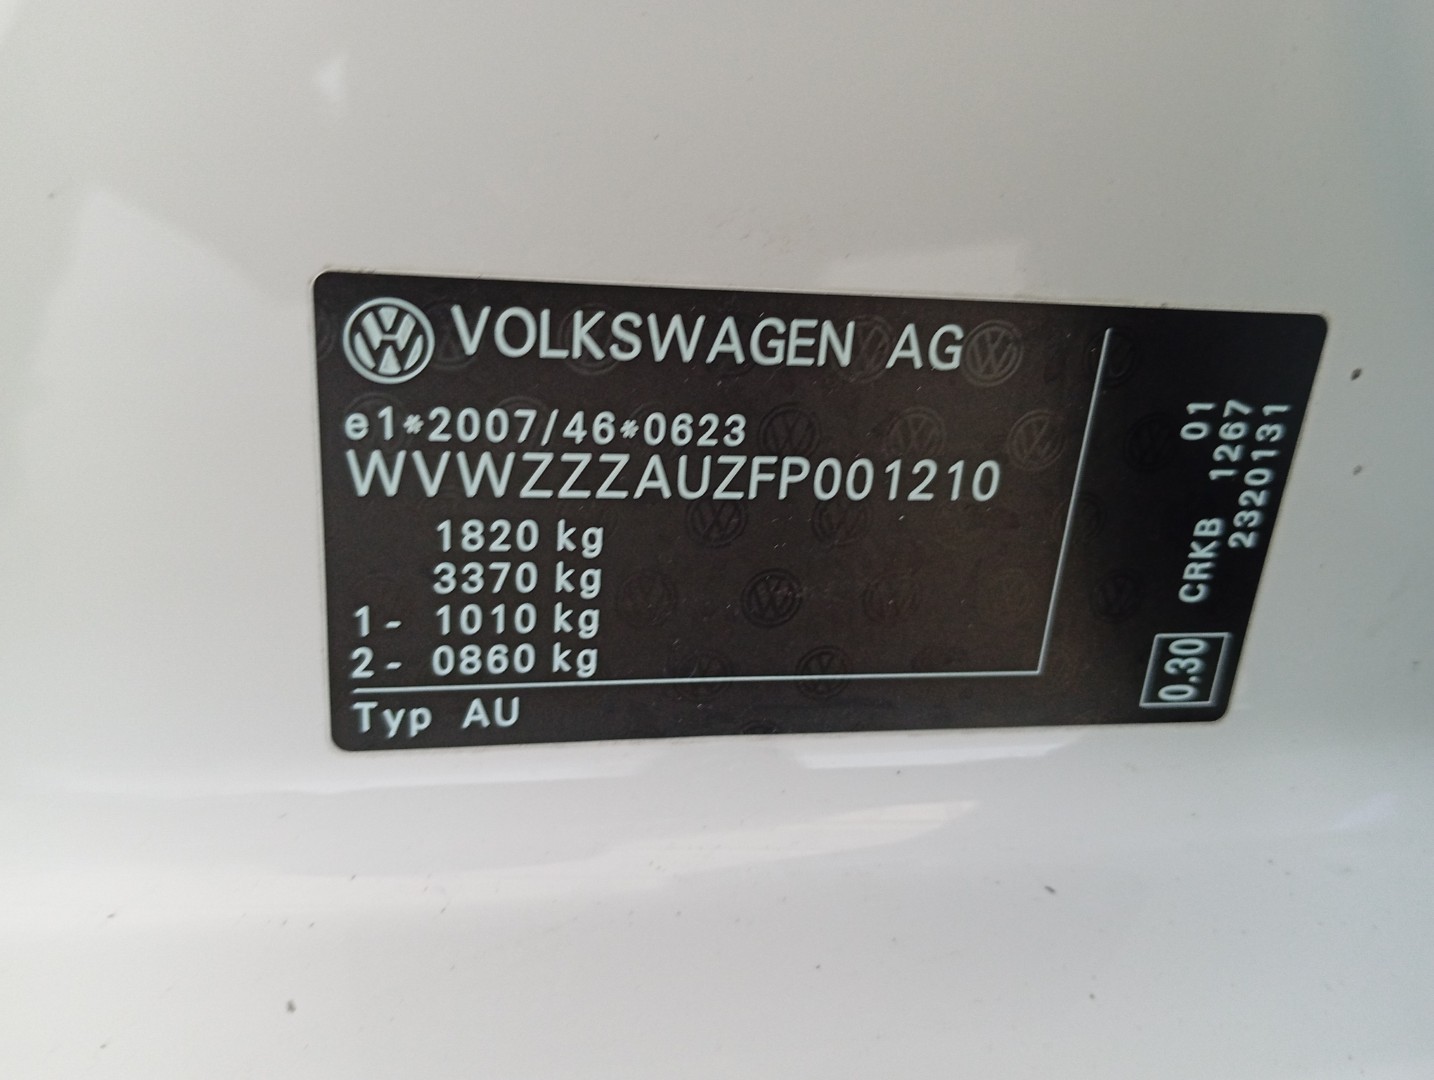 VOLKSWAGEN AG
e1*2007/46*0623
WVWZZZAUZFP001210
1820 kg
3370 kg
1- 1010 kg
2- 0860 kg
Typ AU
0.30
CRKB 01
1267
2320131